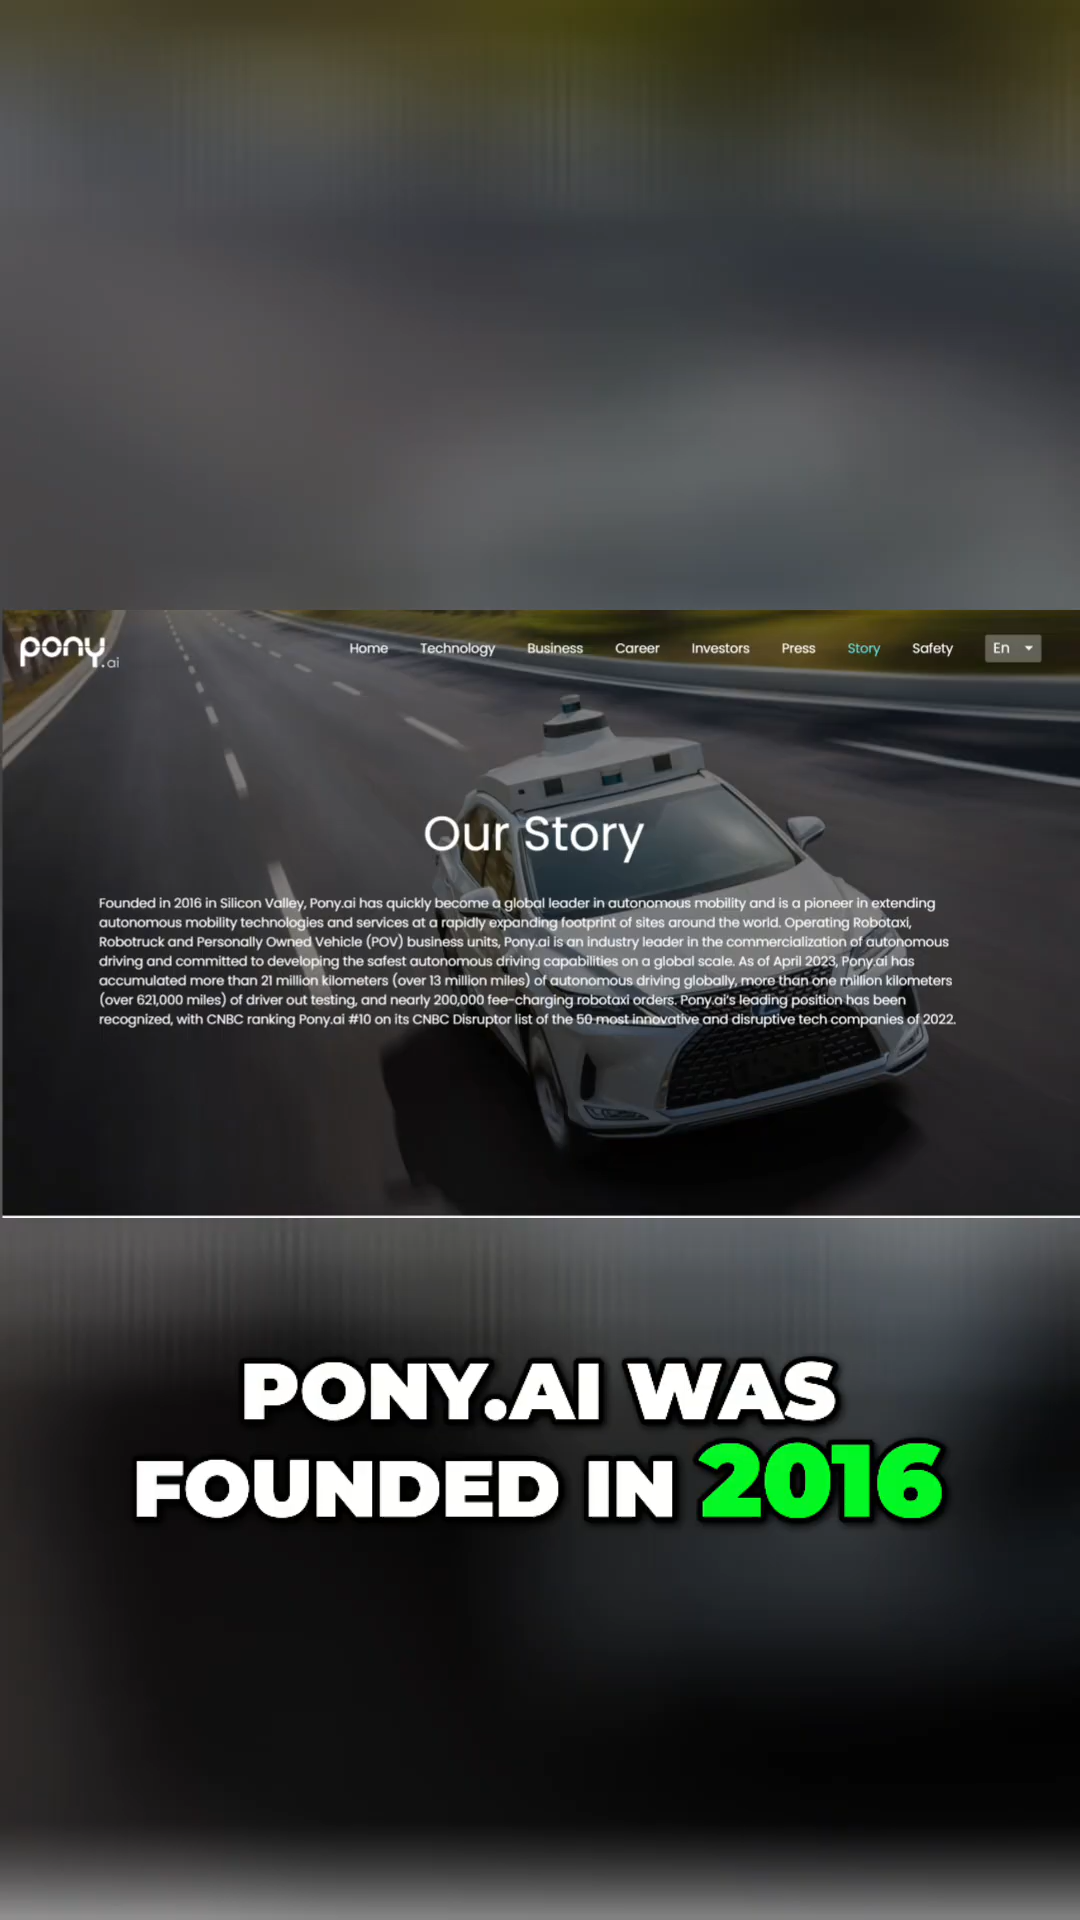 pony.ai
Home Technology Business Career Investors Press Story Safety En
Our Story
Founded in 2016 in Silicon Valley, Pony.ai has quickly become a global leader in autonomous mobility and is a pioneer in extending
autonomous mobility technologies and services at a rapidly expanding footprint of sites around the world. Operating Robotaxi,
Robotruck and Personally Owned Vehicle (POV) business units, Pony.ai is an industry leader in the commercialization of autonomous
driving and committed to developing the safest autonomous driving capabilities on a global scale. As of April 2023, Pony.ai has
accumulated more than 21 million kilometers (over 13 million miles) of autonomous driving globally, more than one million kilometers
(over 621,000 miles) of driver out testing, and nearly 200,000 fee-charging robotaxi orders. Pony.ai's leading position has been
recognized, with CNBC ranking Pony.ai #10 on its CNBC Disruptor list of the 50 most innovative and disruptive tech companies of 2022.
PONY.AI WAS
FOUNDED IN 2016